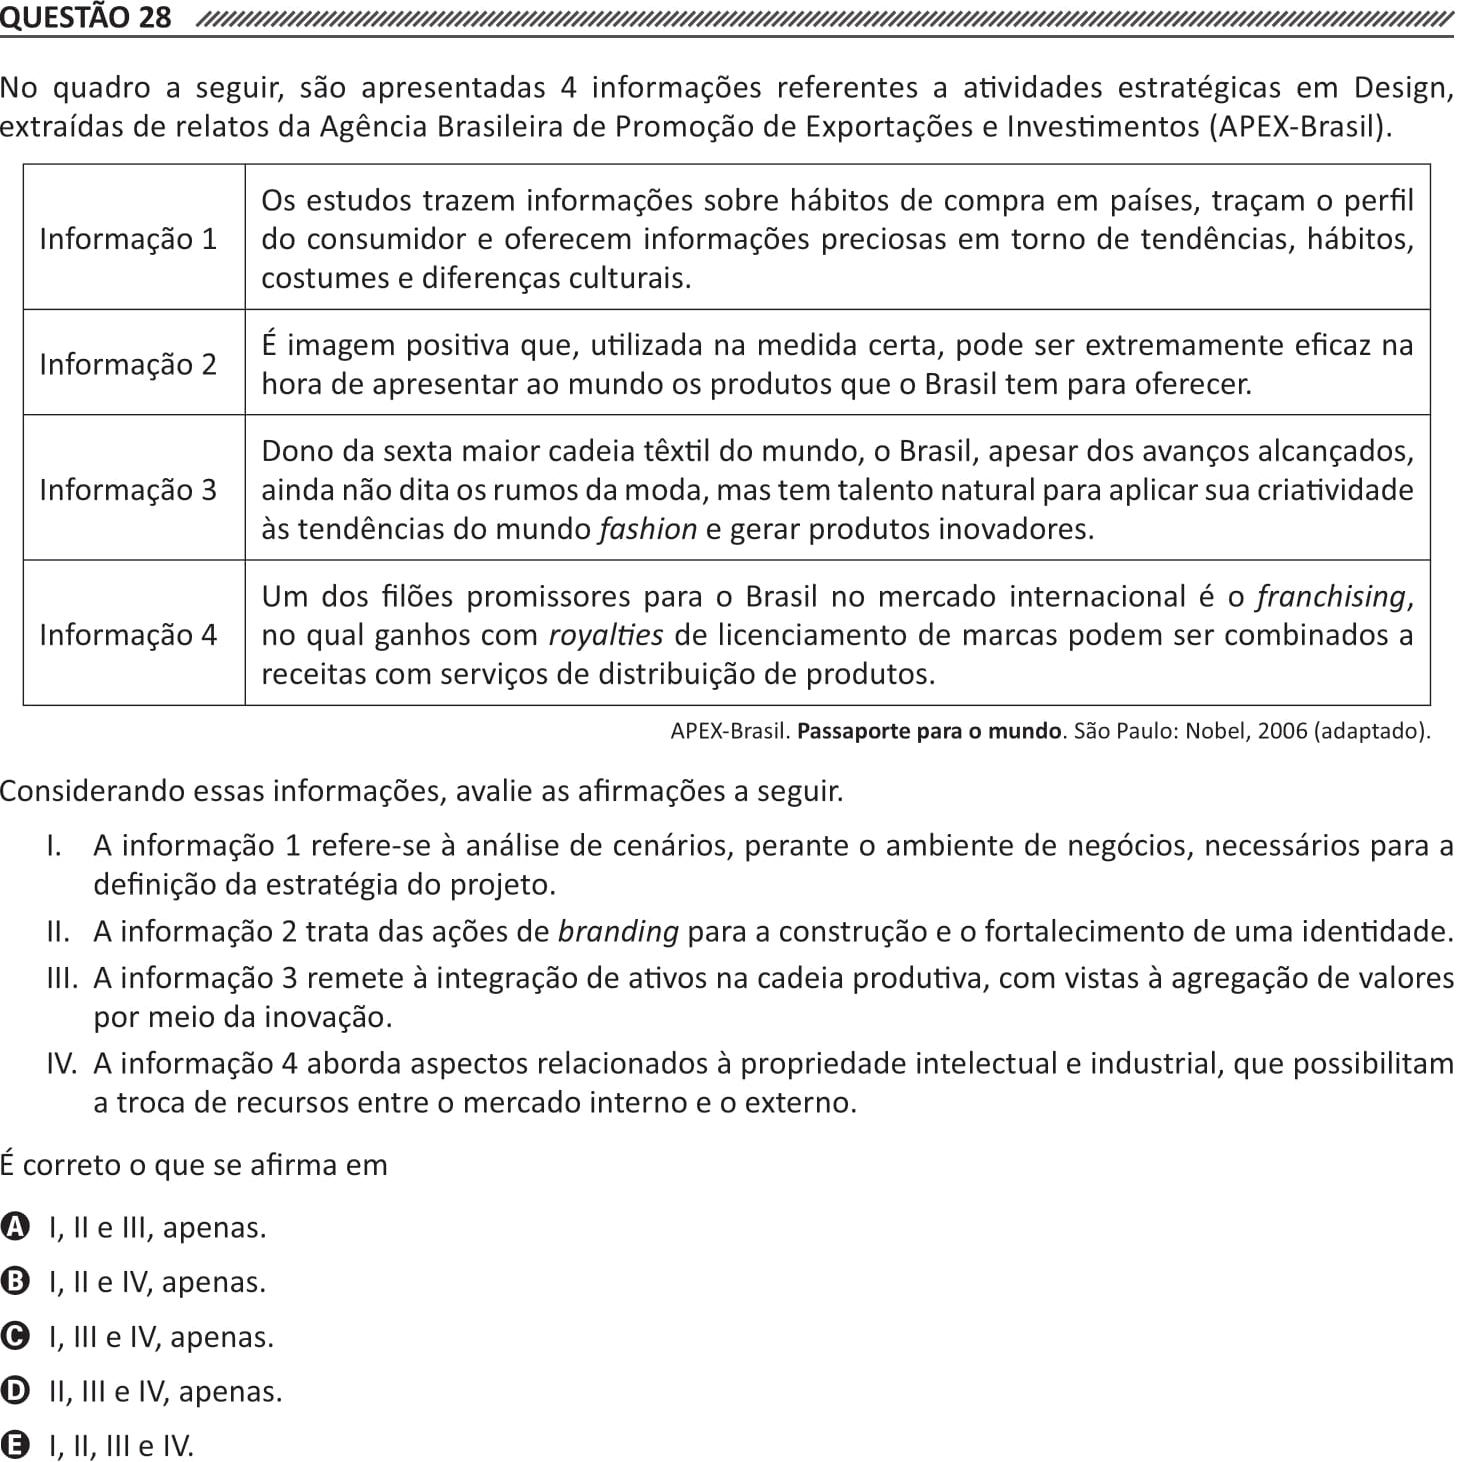 QUESTÃO 28
No quadro a seguir, são apresentadas 4 informações referentes a atividades estratégicas em Design,
extraídas de relatos da Agência Brasileira de Promoção de Exportações e Investimentos (APEX-Brasil).
Informação 1
Os estudos trazem informações sobre hábitos de compra em países, traçam o perfil
do consumidor e oferecem informações preciosas em torno de tendências, hábitos,
costumes e diferenças culturais.
Informação 2
É imagem positiva que, utilizada na medida certa, pode ser extremamente eficaz na
hora de apresentar ao mundo os produtos que o Brasil tem para oferecer.
Informação 3
Dono da sexta maior cadeia têxtil do mundo, o Brasil, apesar dos avanços alcançados,
ainda não dita os rumos da moda, mas tem talento natural para aplicar sua criatividade
às tendências do mundo fashion e gerar produtos inovadores.
Informação 4
Um dos filões promissores para o Brasil no mercado internacional é o franchising,
no qual ganhos com royalties de licenciamento de marcas podem ser combinados a
receitas com serviços de distribuição de produtos.
APEX-Brasil. Passaporte para o mundo. São Paulo: Nobel, 2006 (adaptado).
Considerando essas informações, avalie as afirmações a seguir.
I. A informação 1 refere-se à análise de cenários, perante o ambiente de negócios, necessários para a
definição da estratégia do projeto.
II. A informação 2 trata das ações de branding para a construção e o fortalecimento de uma identidade.
III. A informação 3 remete à integração de ativos na cadeia produtiva, com vistas à agregação de valores
por meio da inovação.
IV. A informação 4 aborda aspectos relacionados à propriedade intelectual e industrial, que possibilitam
a troca de recursos entre o mercado interno e o externo.
É correto o que se afirma em
A I, II e III, apenas.
B I, II e IV, apenas.
C I, III e IV, apenas.
D II, III e IV, apenas.
E I, II, III e IV.